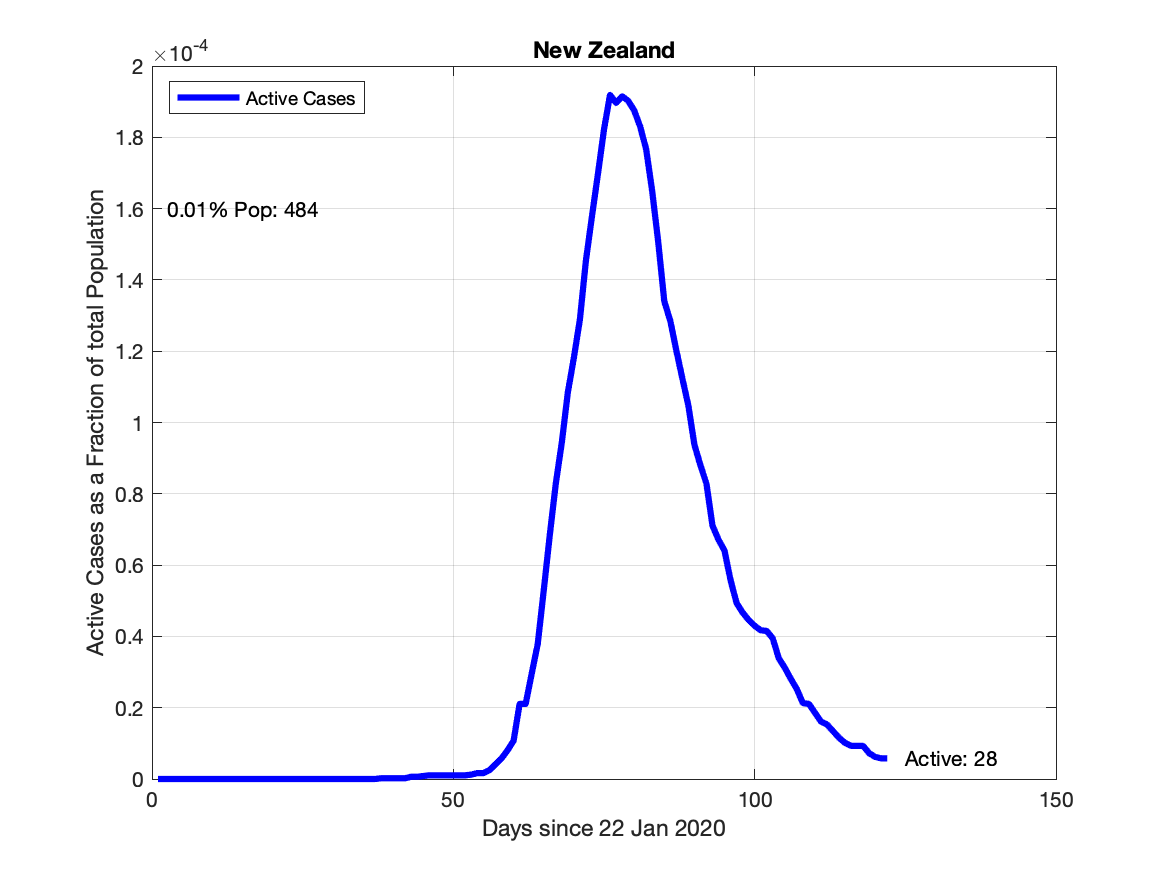 New Zealand
×10⁻⁴
Active Cases
0.01% Pop: 484
Active: 28
Active Cases as a Fraction of total Population
2
1.8
1.6
1.4
1.2
1
0.8
0.6
0.4
0.2
0
0 50 100 150
Days since 22 Jan 2020